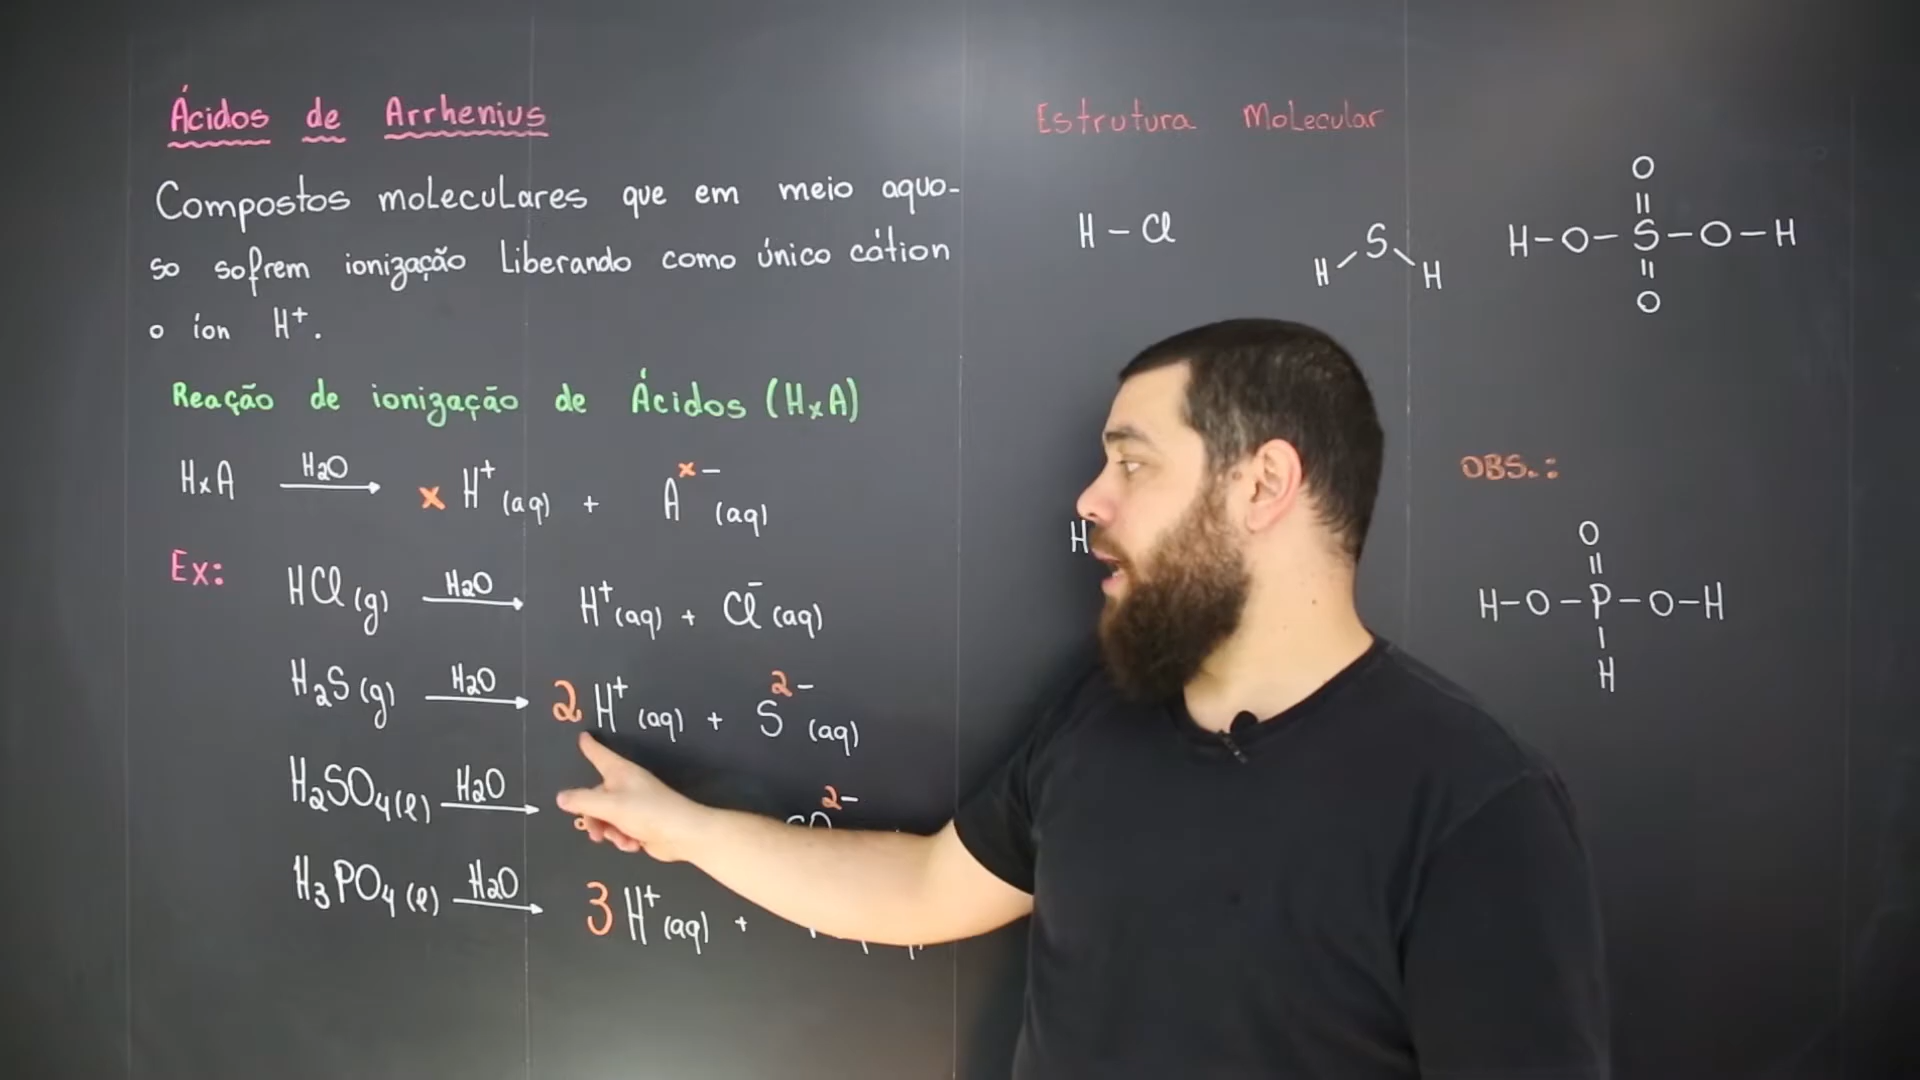 Ácidos de Arrhenius
Compostos moleculares que em meio aquo-
so sofrem ionização liberando como único cátion
o íon H⁺.
Reação de ionização de Ácidos (HₓA)
HₓA H₂O x H⁺(aq) + Aˣ⁻(aq)
Ex: HCl(g) H₂O H⁺(aq) + Cl⁻(aq)
H₂S(g) H₂O 2 H⁺(aq) + S²⁻(aq)
H₂SO₄(l) H₂O 2-
H₃PO₄(l) H₂O 3 H⁺(aq) +
Estrutura Molecular
H – Cl
S
H H
O
||
H–O–S–O–H
||
O
H
OBS.:
O
||
H–O–P–O–H
|
H